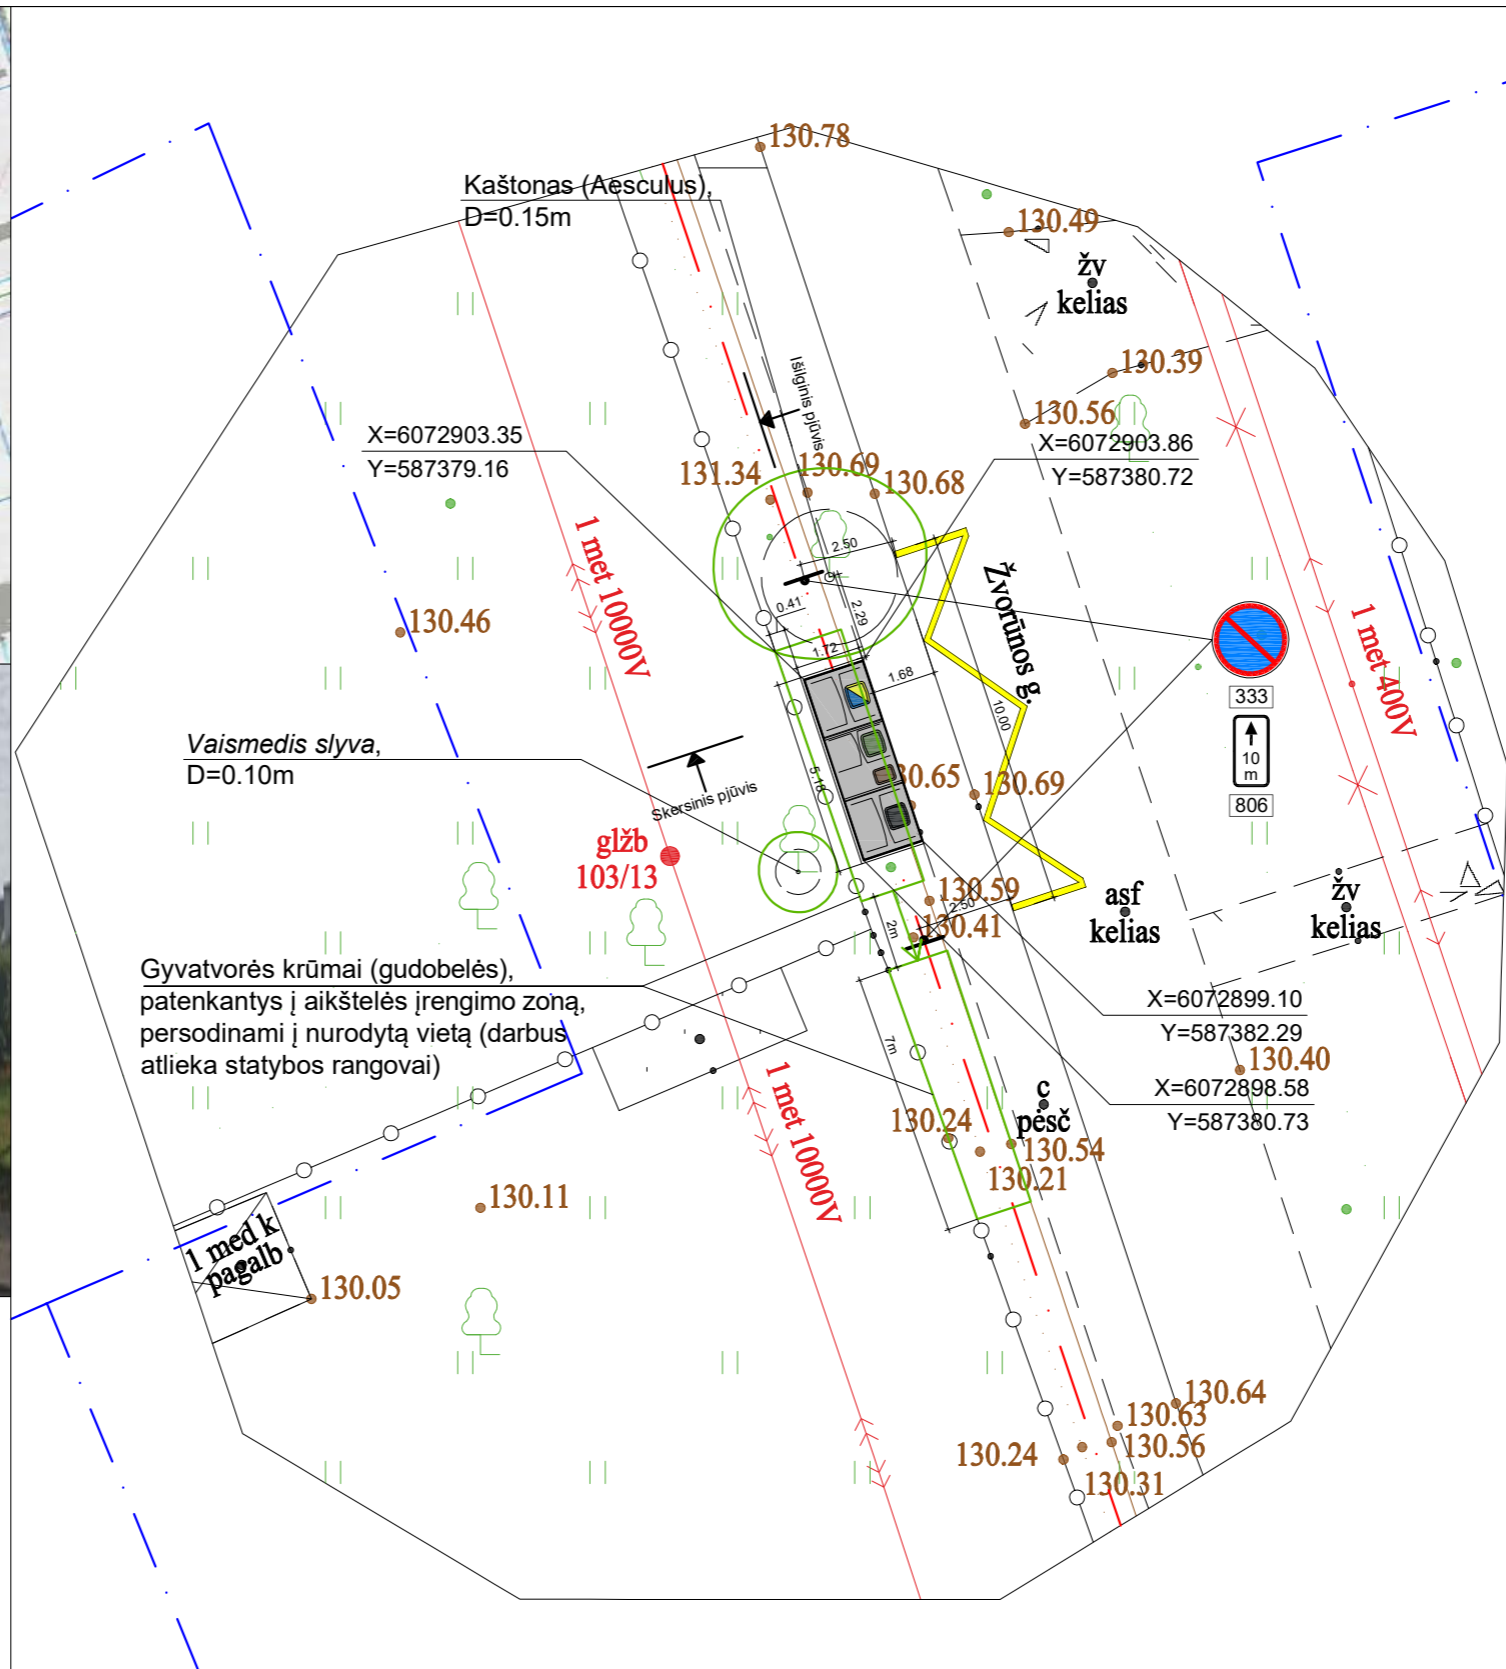 130.78
Kaštonas (Aesculus),
D=0.15m
130.49
žv
kelias
130.39
130.56
Išilginis pjūvis
X=6072903.35
Y=587379.16
X=6072903.86
Y=587380.72
131.34
130.69
130.68
1 met 10000V
2.50
Žvorūnos g.
0.41
2.29
130.46
1.72
1.68
10.00
333
10
m
806
1 met 400V
Vaismedis slyva,
D=0.10m
Skersinis pjūvis
5.18
30.65
130.69
glžb
103/13
130.59
2.50
130.41
2m
asf
kelias
žv
kelias
Gyvatvorės krūmai (gudobelės),
patenkantys į aikštelės įrengimo zoną,
persodinami į nurodytą vietą (darbus
atlieka statybos rangovai)
X=6072899.10
Y=587382.29
7m
130.40
X=6072898.58
Y=587380.73
1 met 10000V
c
pėsč
130.24
130.54
130.21
130.11
1 med k
pagalb
130.05
130.64
130.63
130.56
130.24
130.31